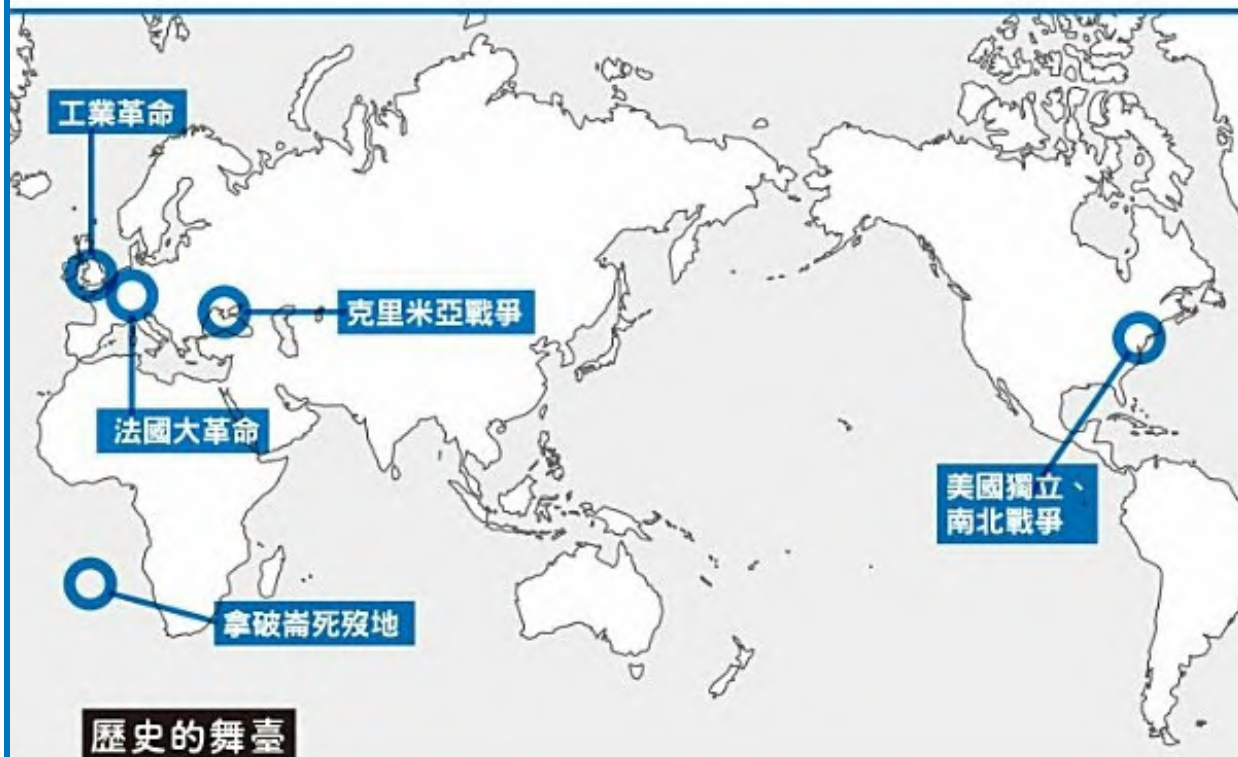 工業革命
克里米亞戰爭
法國大革命
美國獨立、
南北戰爭
拿破崙死歿地
歷史的舞臺